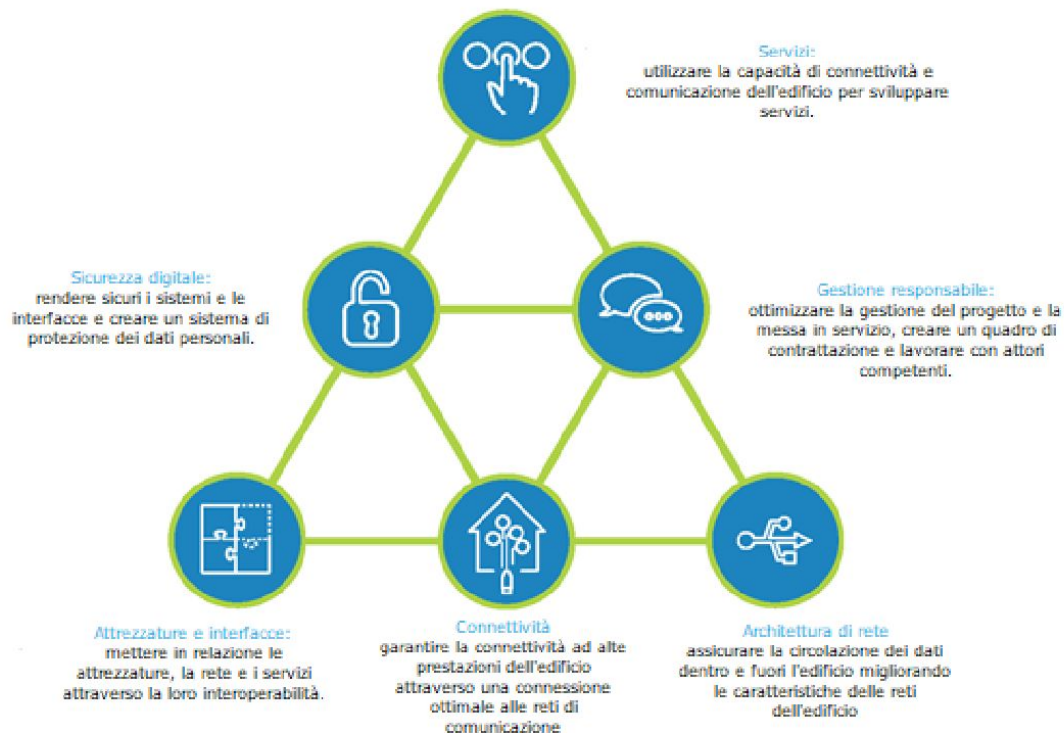 Servizi:
utilizzare la capacità di connettività e
comunicazione dell'edificio per sviluppare
servizi.
Sicurezza digitale:
rendere sicuri i sistemi e le
interfacce e creare un sistema di
protezione dei dati personali.
Gestione responsabile:
ottimizzare la gestione del progetto e la
messa in servizio, creare un quadro di
contrattazione e lavorare con attori
competenti.
Attrezzature e interfacce:
mettere in relazione le
attrezzature, la rete e i servizi
attraverso la loro interoperabilità.
Connettività
garantire la connettività ad alte
prestazioni dell'edificio
attraverso una connessione
ottimale alle reti di
comunicazione
Architettura di rete
assicurare la circolazione dei dati
dentro e fuori l'edificio migliorando
le caratteristiche delle reti
dell'edificio